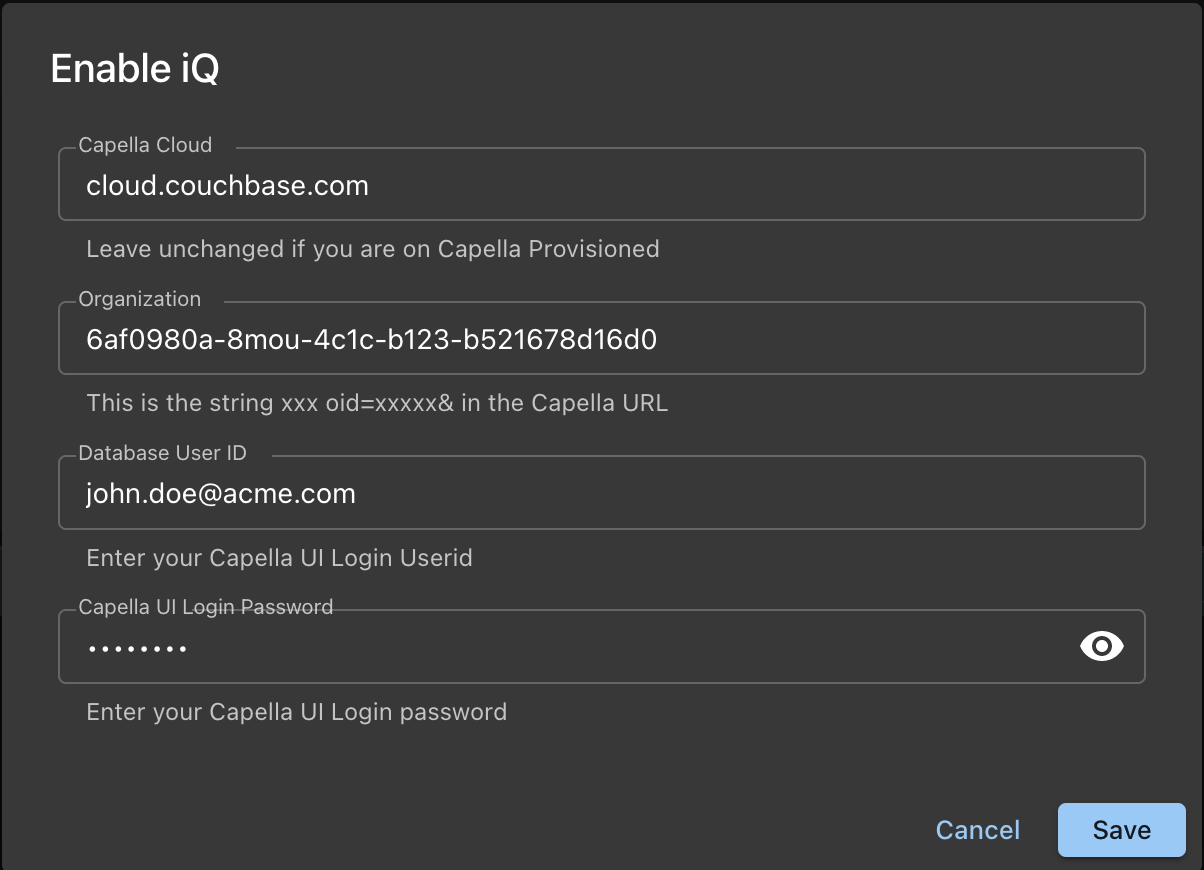 Enable iQ
Capella Cloud
cloud.couchbase.com
Leave unchanged if you are on Capella Provisioned
Organization
6af0980a-8mou-4c1c-b123-b521678d16d0
This is the string xxx oid=xxxxx& in the Capella URL
Database User ID
john.doe@acme.com
Enter your Capella UI Login Userid
Capella UI Login Password
••••••••
Enter your Capella UI Login password
Cancel Save